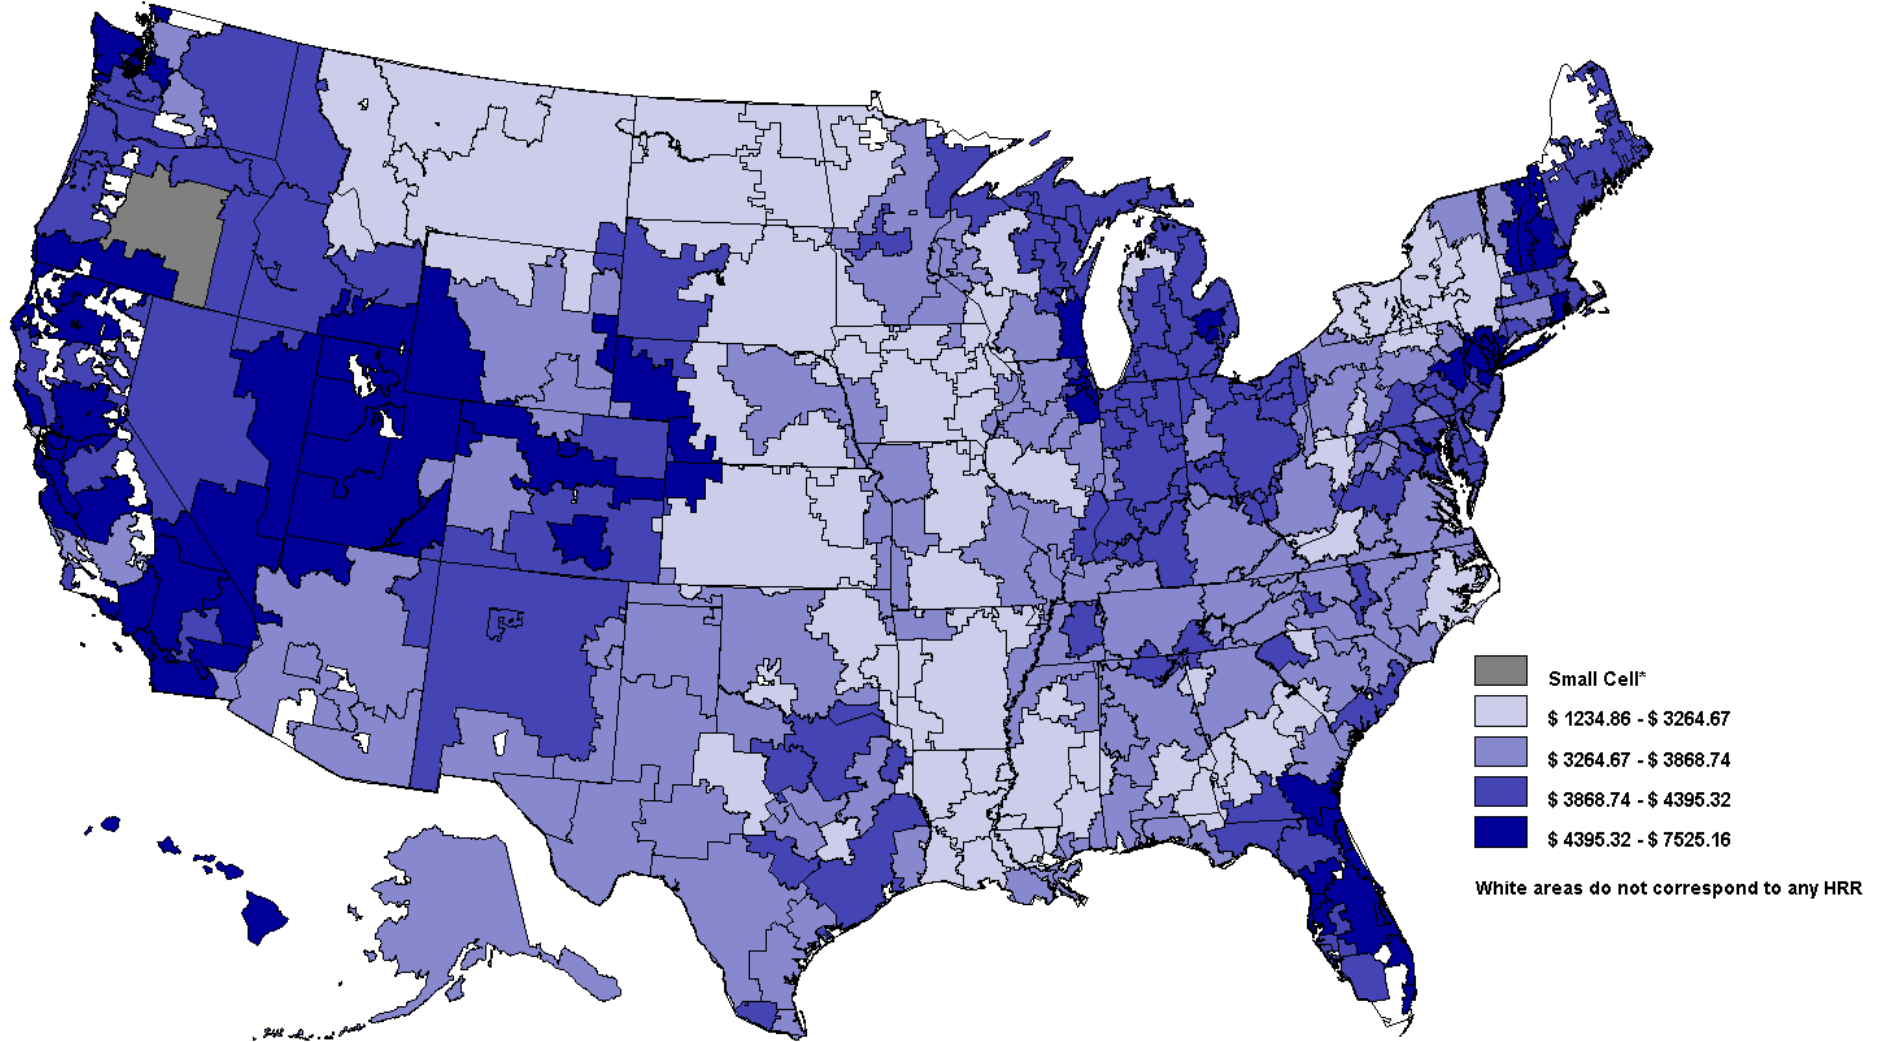 Small Cell*
$ 1234.86 - $ 3264.67
$ 3264.67 - $ 3868.74
$ 3868.74 - $ 4395.32
$ 4395.32 - $ 7525.16
White areas do not correspond to any HRR